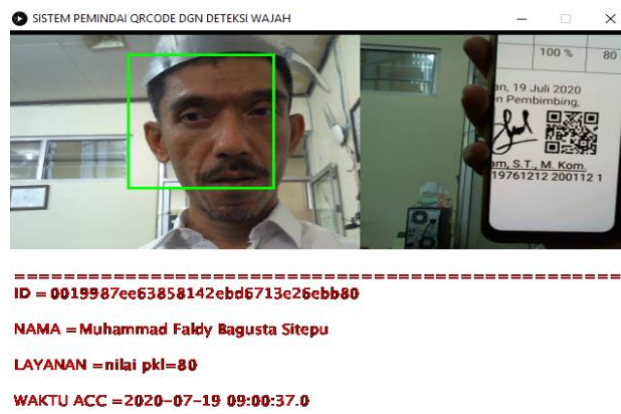 SISTEM PEMINDAI QRCODE DGN DETEKSI WAJAH
100 % 80
an, 19 Juli 2020
n Pembimbing,
am, S.T., M. Kom.
19761212 200112 1
==================================================
ID = 0019987ee63858142ebd6713e26ebb80
NAMA =Muhammad Faldy Bagusta Sitepu
LAYANAN =nilai pkl=80
WAKTU ACC =2020-07-19 09:00:37.0